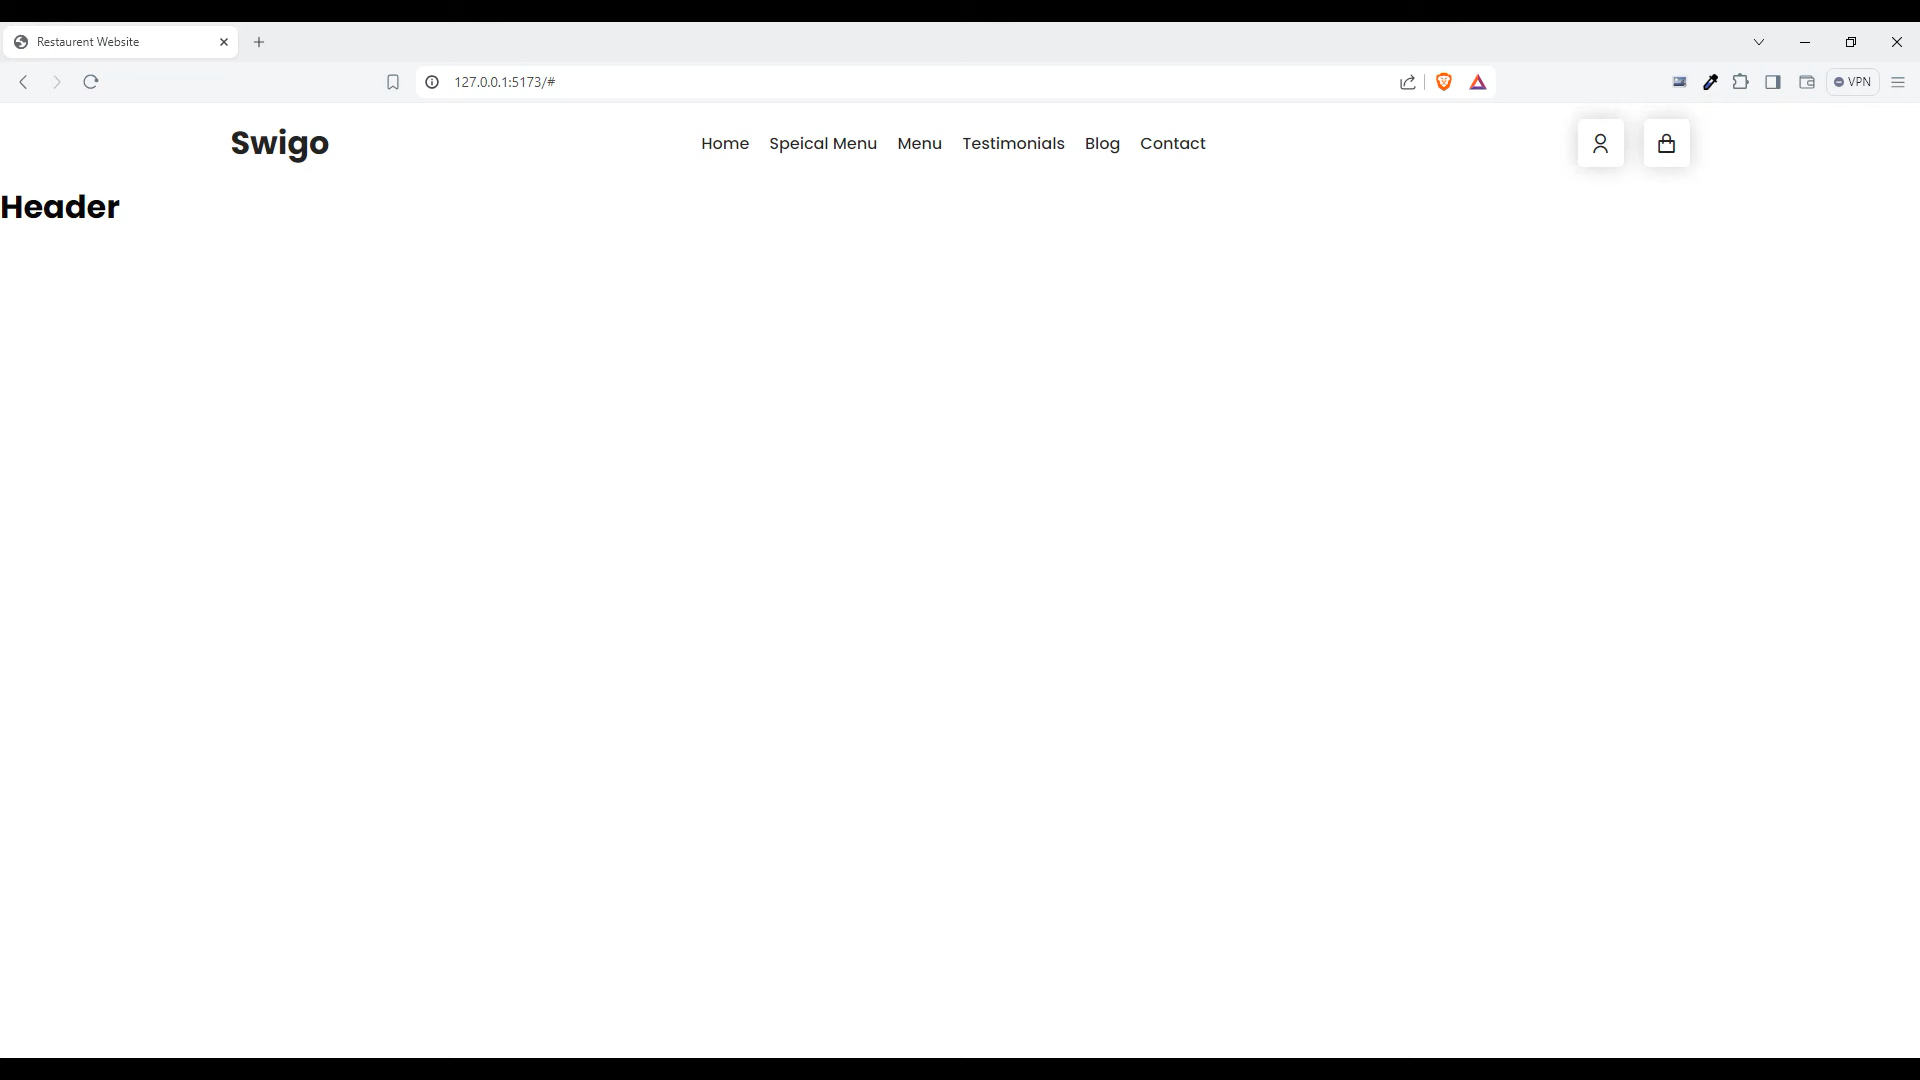 Restaurent Website
127.0.0.1:5173/#
VPN
Swigo
Home Speical Menu Menu Testimonials Blog Contact
Header